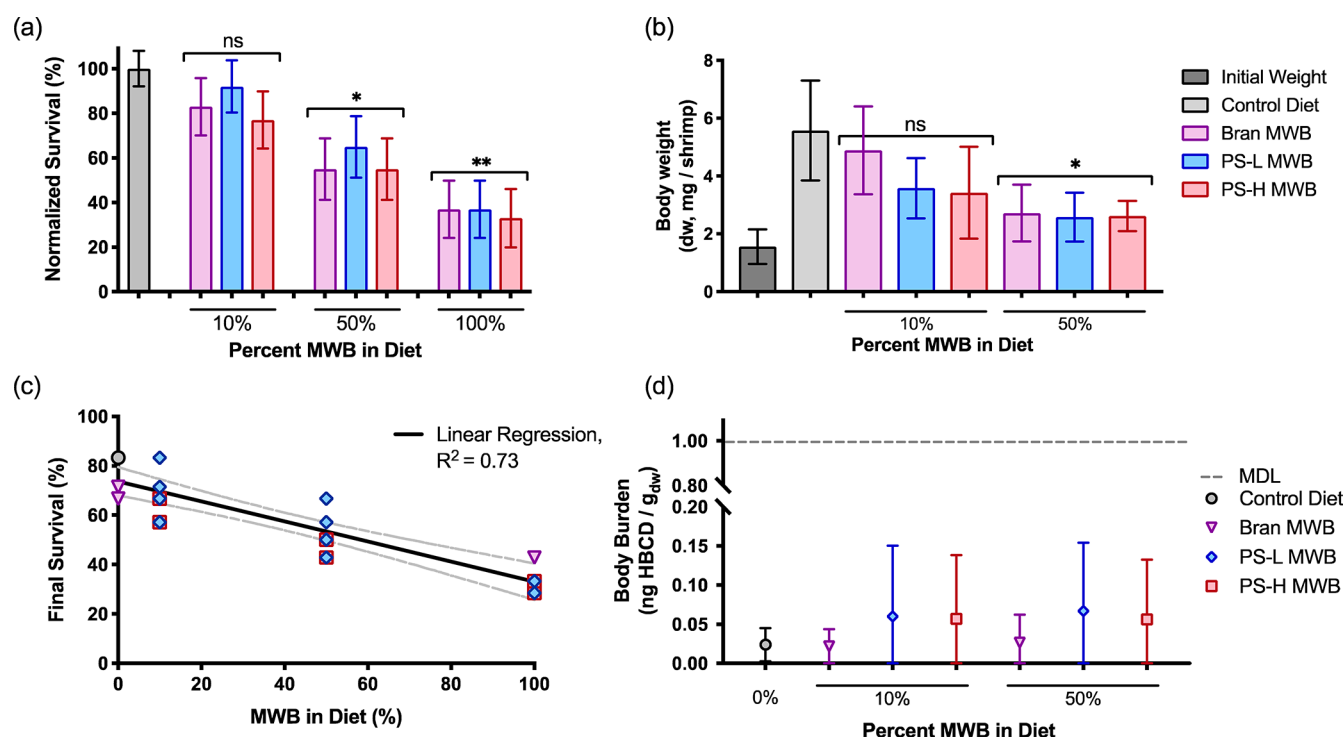 (a)
ns
*
**
100
80
60
40
20
0
Normalized Survival (%)
10%
50%
100%
Percent MWB in Diet
(b)
8
6
4
2
0
Body weight
(dw, mg / shrimp)
ns
*
10%
50%
Percent MWB in Diet
Initial Weight
Control Diet
Bran MWB
PS-L MWB
PS-H MWB
(c)
100
80
60
40
20
0
Final Survival (%)
Linear Regression,
R² = 0.73
0
20
40
60
80
100
MWB in Diet (%)
(d)
1.00
0.80
0.20
0.15
0.10
0.05
0.00
Body Burden
(ng HBCD / gdw)
0%
10%
50%
Percent MWB in Diet
MDL
Control Diet
Bran MWB
PS-L MWB
PS-H MWB